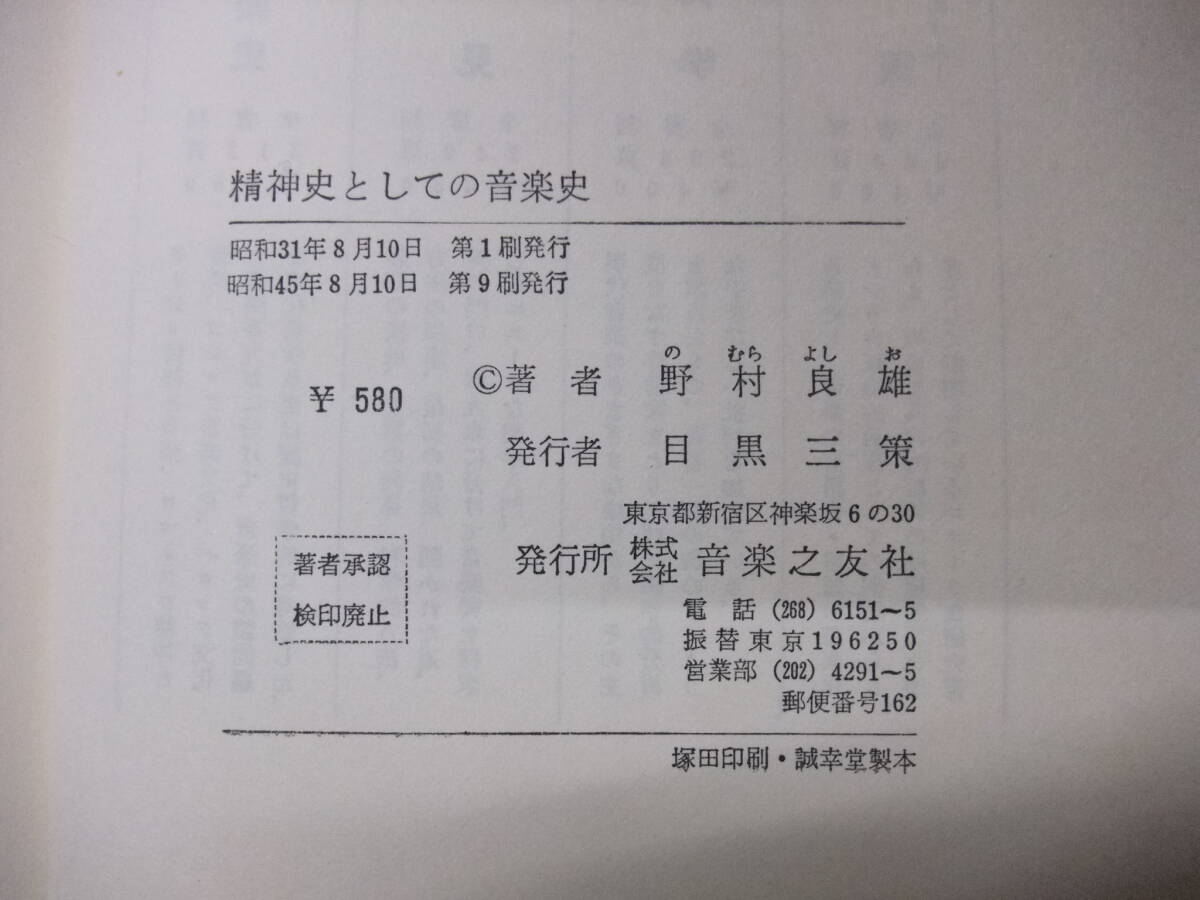 精神史としての音楽史
昭和31年8月10日　第1刷発行
昭和45年8月10日　第9刷発行
の　むら　よし　お
©著者　野村良雄
¥ 580
発行者　目黒三策
東京都新宿区神楽坂6の30
発行所　株式会社　音楽之友社
著者承認
検印廃止
電話 (268) 6151〜5
振替東京196250
営業部 (202) 4291〜5
郵便番号162
塚田印刷・誠幸堂製本